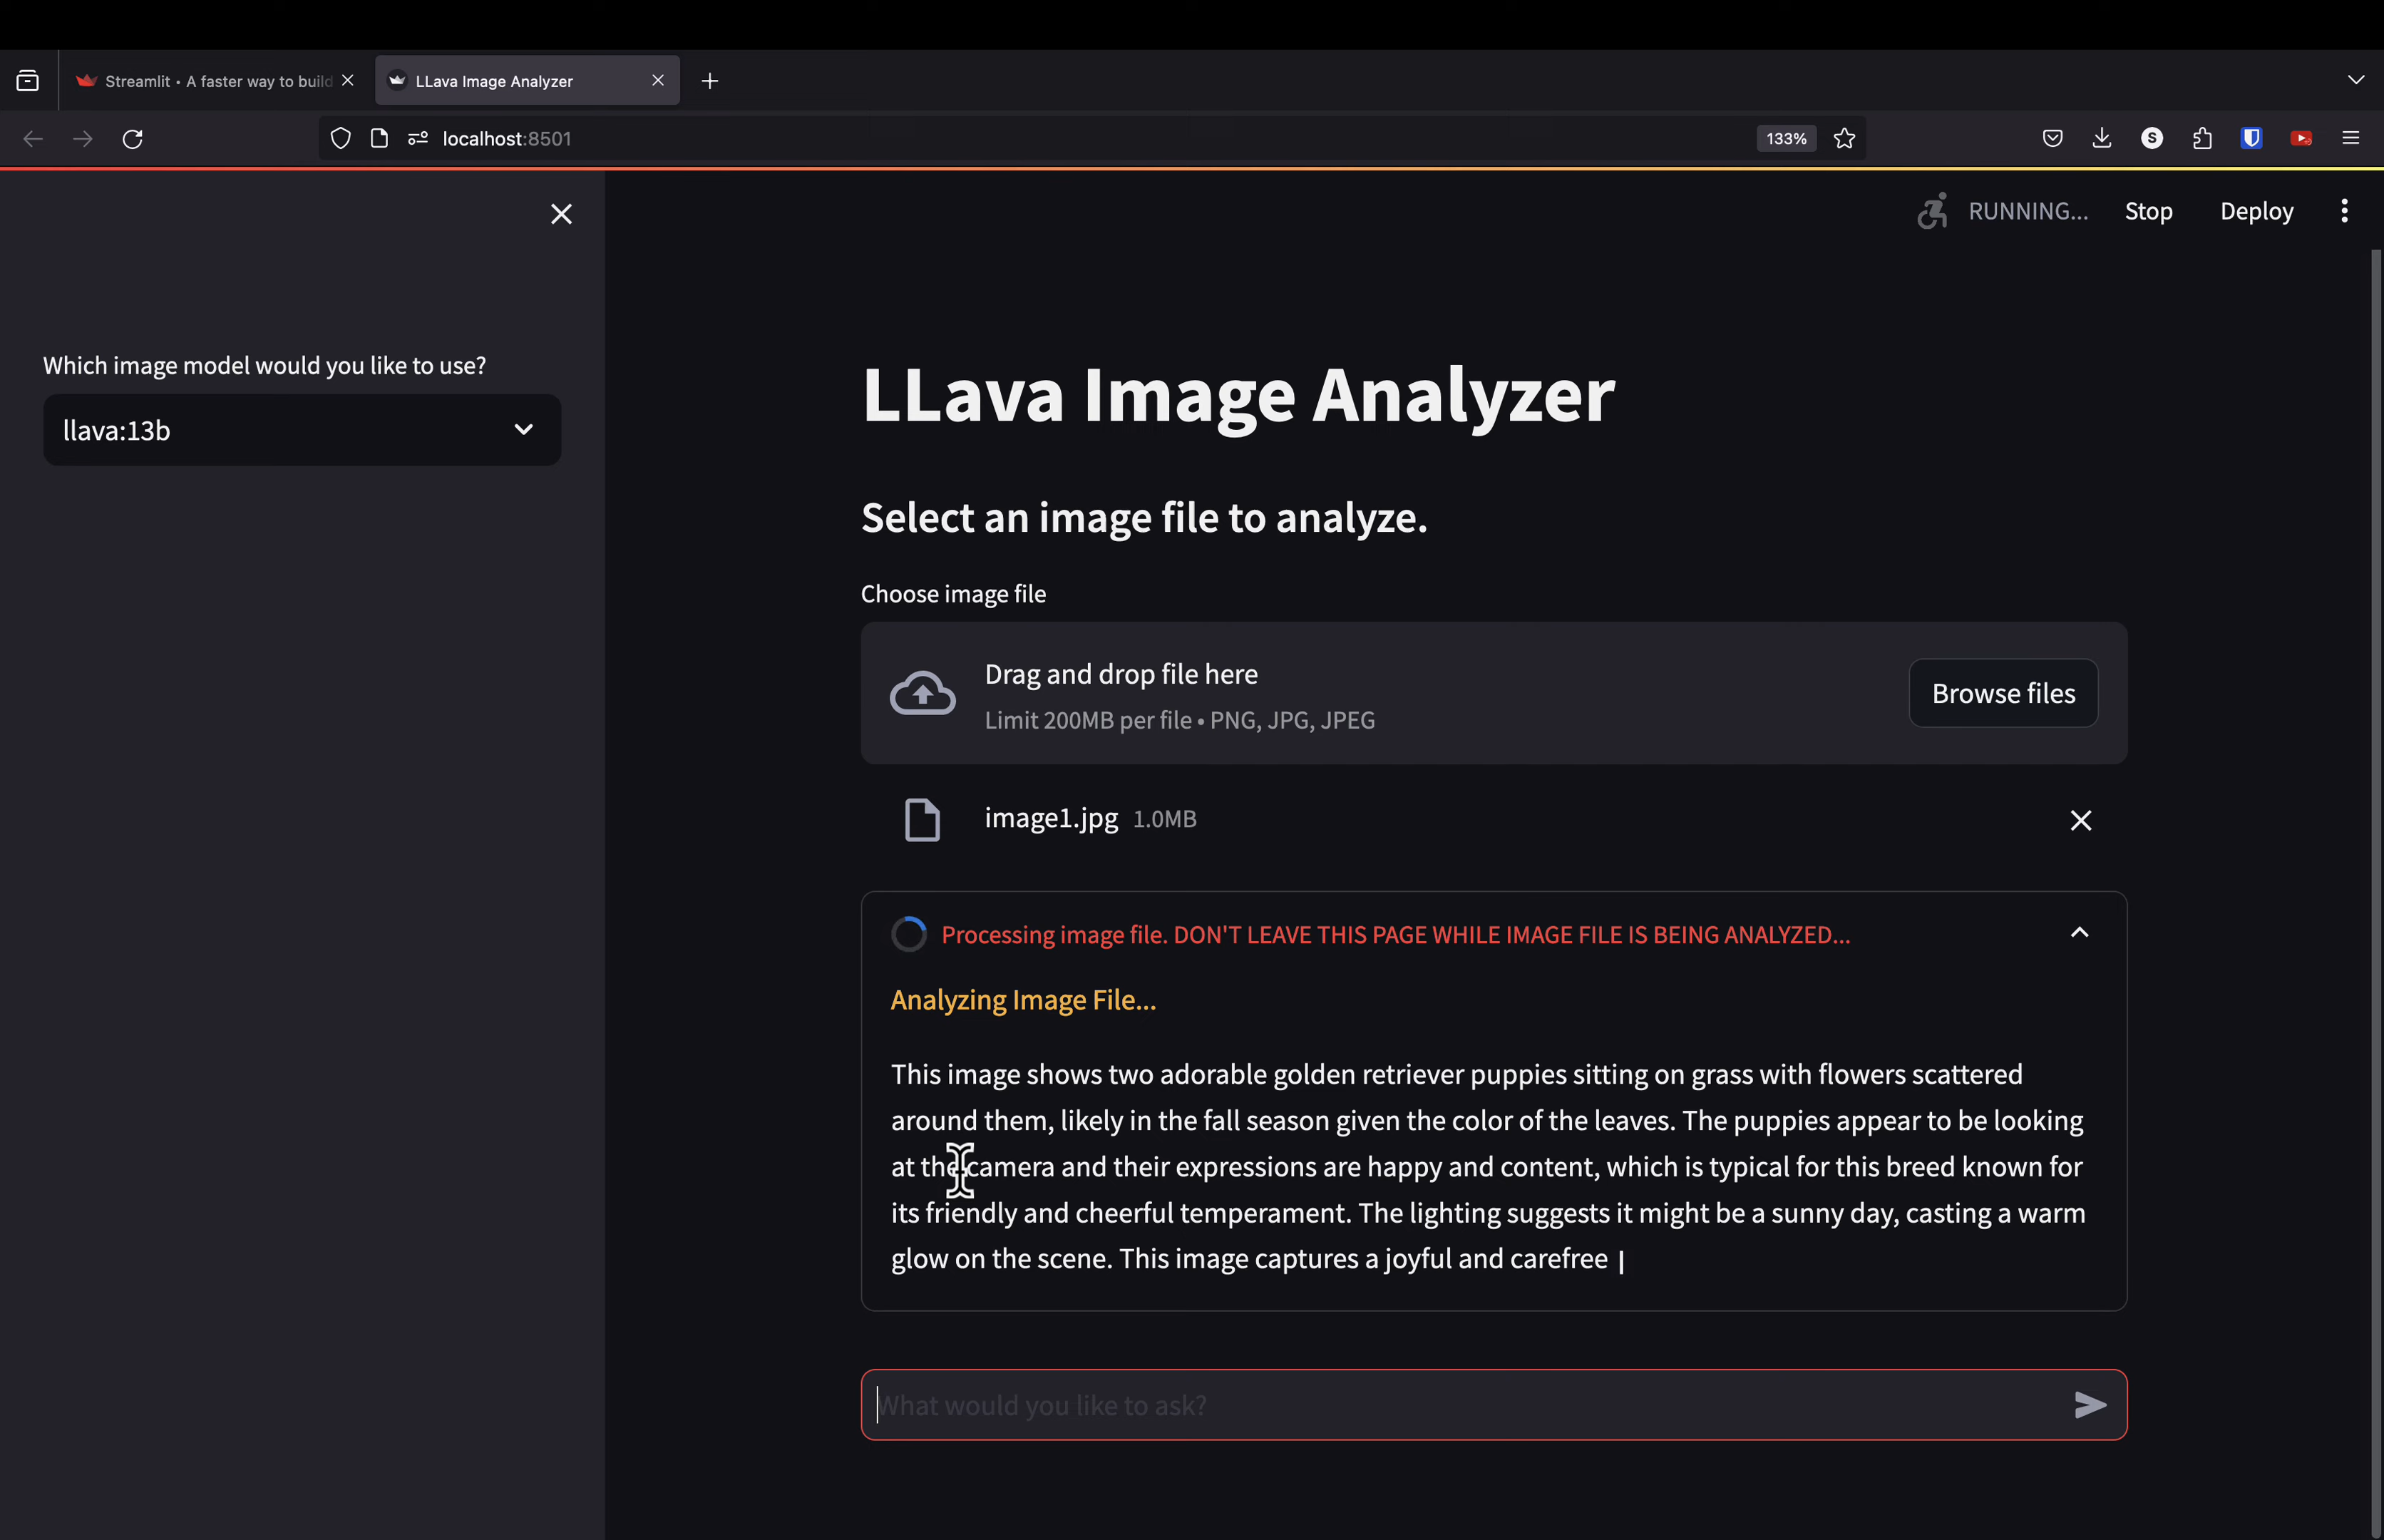 Streamlit • A faster way to build
LLava Image Analyzer
localhost:8501
133%
S
RUNNING...
Stop
Deploy
Which image model would you like to use?
llava:13b
LLava Image Analyzer
Select an image file to analyze.
Choose image file
Drag and drop file here
Limit 200MB per file • PNG, JPG, JPEG
Browse files
image1.jpg 1.0MB
Processing image file. DON'T LEAVE THIS PAGE WHILE IMAGE FILE IS BEING ANALYZED...
Analyzing Image File...
This image shows two adorable golden retriever puppies sitting on grass with flowers scattered
around them, likely in the fall season given the color of the leaves. The puppies appear to be looking
at the camera and their expressions are happy and content, which is typical for this breed known for
its friendly and cheerful temperament. The lighting suggests it might be a sunny day, casting a warm
glow on the scene. This image captures a joyful and carefree
What would you like to ask?